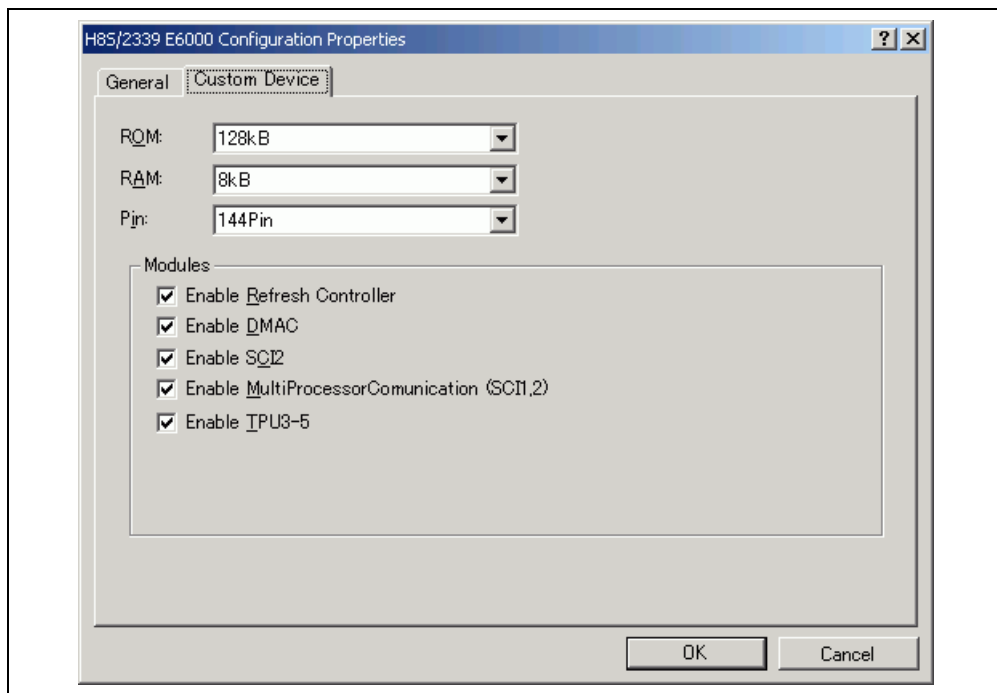 H8S/2339 E6000 Configuration Properties
General Custom Device
ROM: 128kB
RAM: 8kB
Pin: 144Pin
Modules
Enable Refresh Controller
Enable DMAC
Enable SCI2
Enable MultiProcessorComunication (SCI1,2)
Enable TPU3-5
OK Cancel